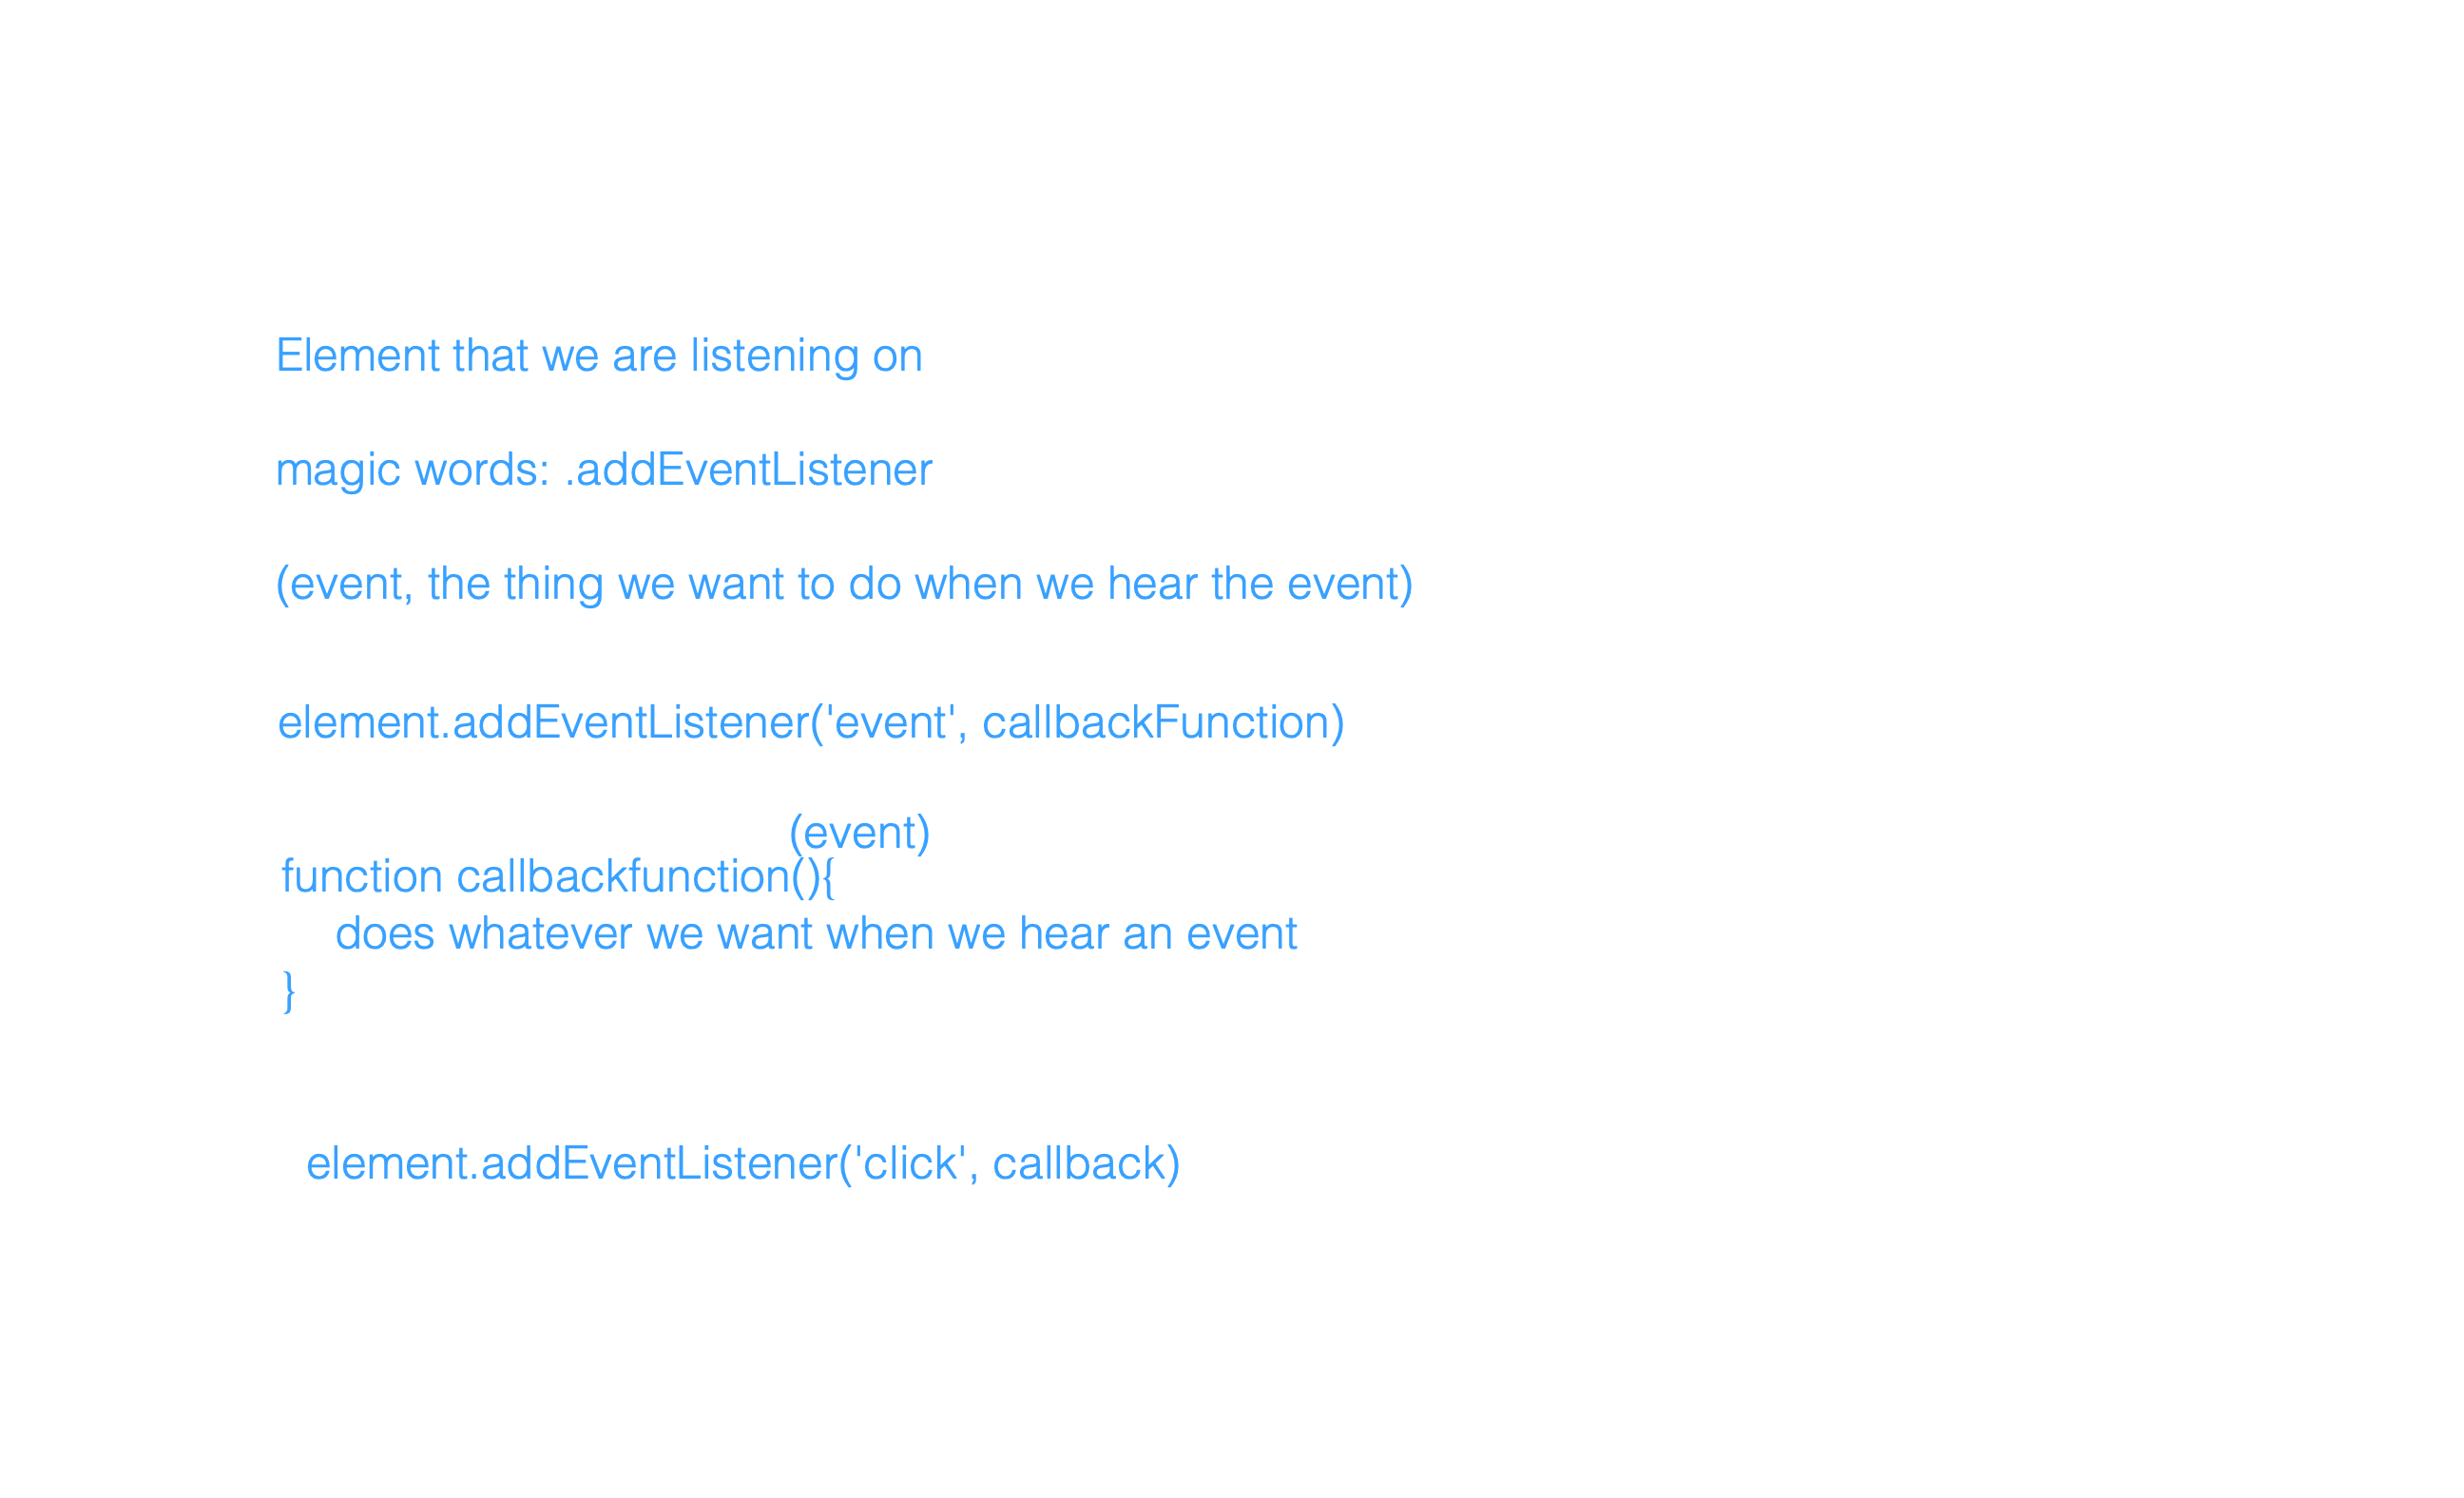 Element that we are listening on
magic words: .addEventListener
(event, the thing we want to do when we hear the event)
element.addEventListener('event', callbackFunction)
(event)
function callbackfunction(){
does whatever we want when we hear an event
}
element.addEventListener('click', callback)